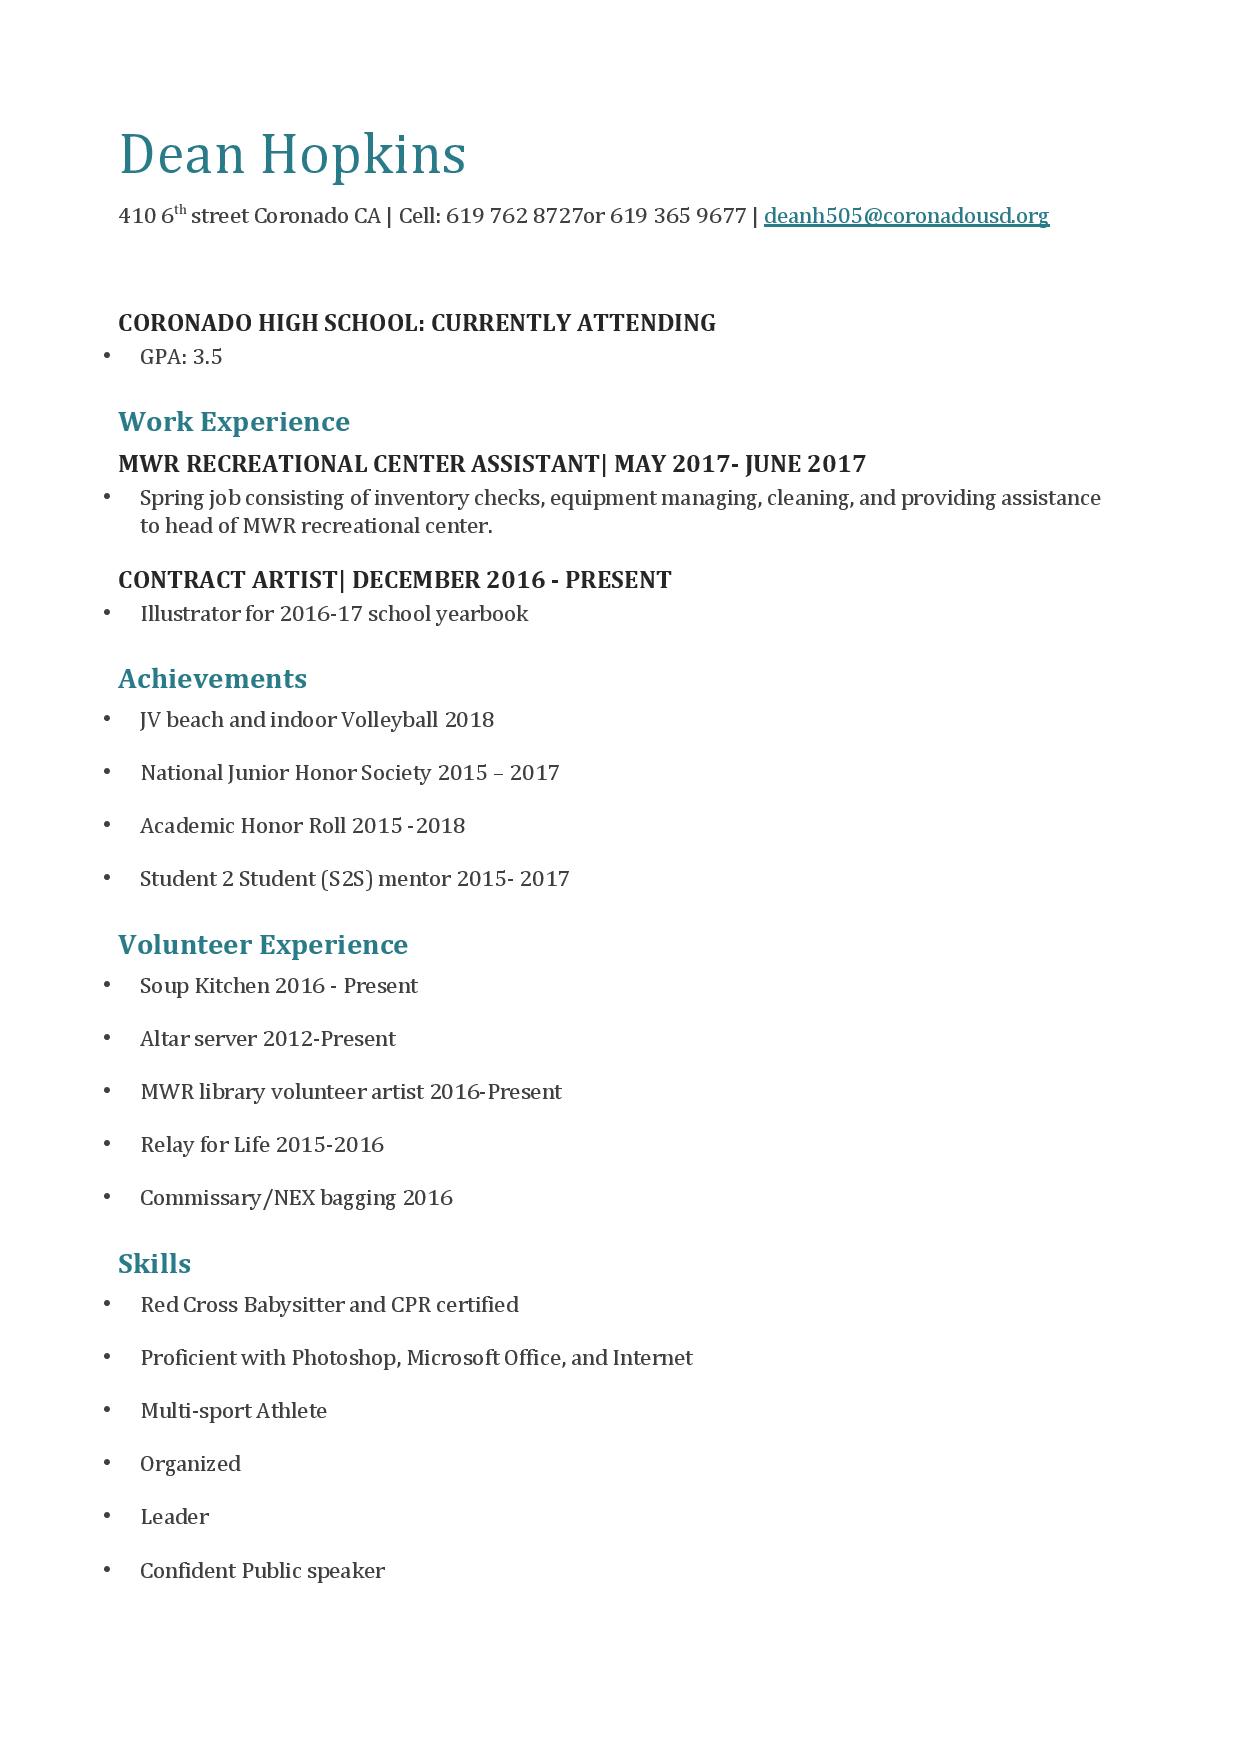 Dean Hopkins
410 6th street Coronado CA | Cell: 619 762 8727or 619 365 9677 | deanh505@coronadousd.org
CORONADO HIGH SCHOOL: CURRENTLY ATTENDING
• GPA: 3.5
Work Experience
MWR RECREATIONAL CENTER ASSISTANT| MAY 2017- JUNE 2017
• Spring job consisting of inventory checks, equipment managing, cleaning, and providing assistance
to head of MWR recreational center.
CONTRACT ARTIST| DECEMBER 2016 - PRESENT
• Illustrator for 2016-17 school yearbook
Achievements
• JV beach and indoor Volleyball 2018
• National Junior Honor Society 2015 – 2017
• Academic Honor Roll 2015 -2018
• Student 2 Student (S2S) mentor 2015- 2017
Volunteer Experience
• Soup Kitchen 2016 - Present
• Altar server 2012-Present
• MWR library volunteer artist 2016-Present
• Relay for Life 2015-2016
• Commissary/NEX bagging 2016
Skills
• Red Cross Babysitter and CPR certified
• Proficient with Photoshop, Microsoft Office, and Internet
• Multi-sport Athlete
• Organized
• Leader
• Confident Public speaker